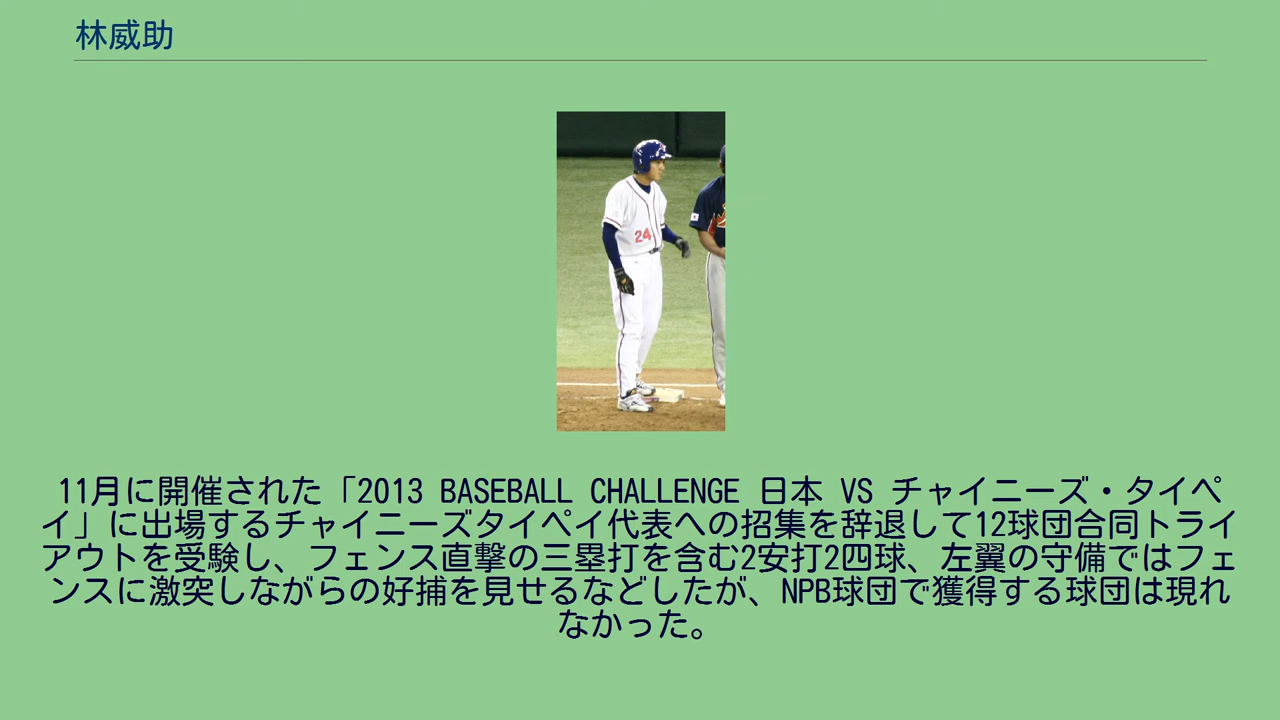 林威助
24
11月に開催された「2013 BASEBALL CHALLENGE 日本 VS チャイニーズ・タイペ
イ」に出場するチャイニーズタイペイ代表への招集を辞退して12球団合同トライ
アウトを受験し、フェンス直撃の三塁打を含む2安打2四球、左翼の守備ではフェ
ンスに激突しながらの好捕を見せるなどしたが、NPB球団で獲得する球団は現れ
なかった。